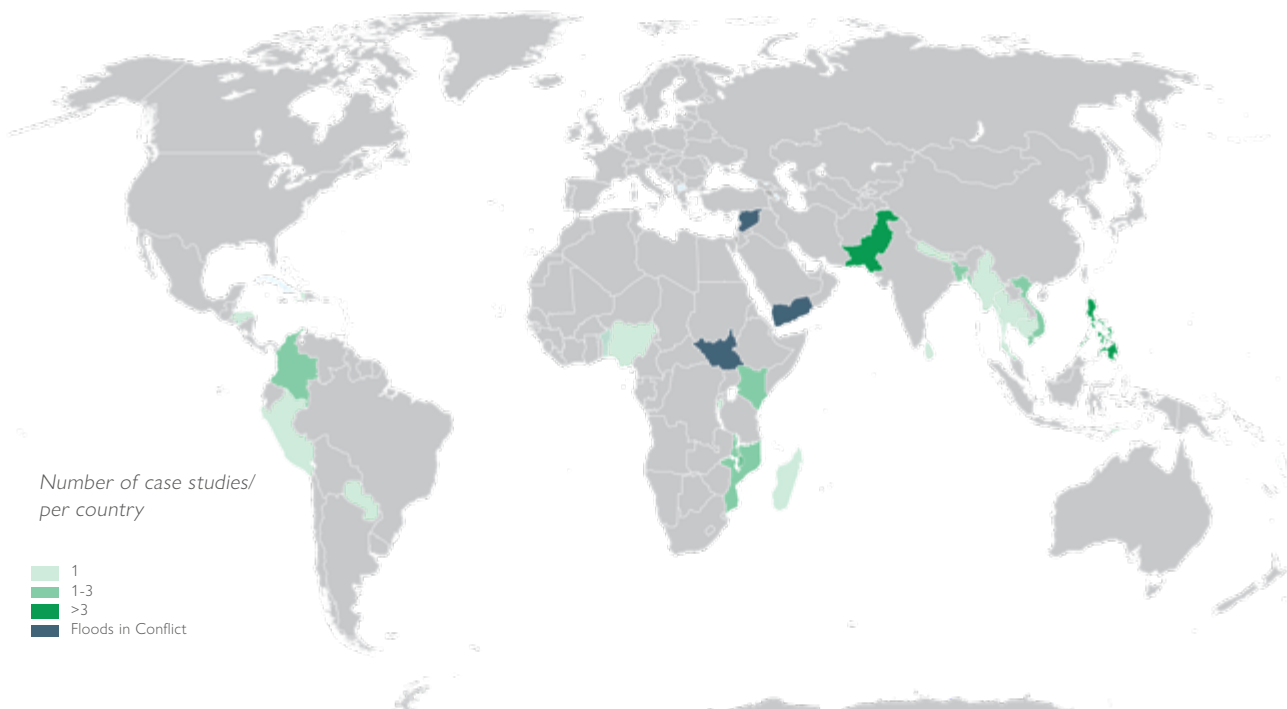 Number of case studies/
per country
1
1-3
>3
Floods in Conflict